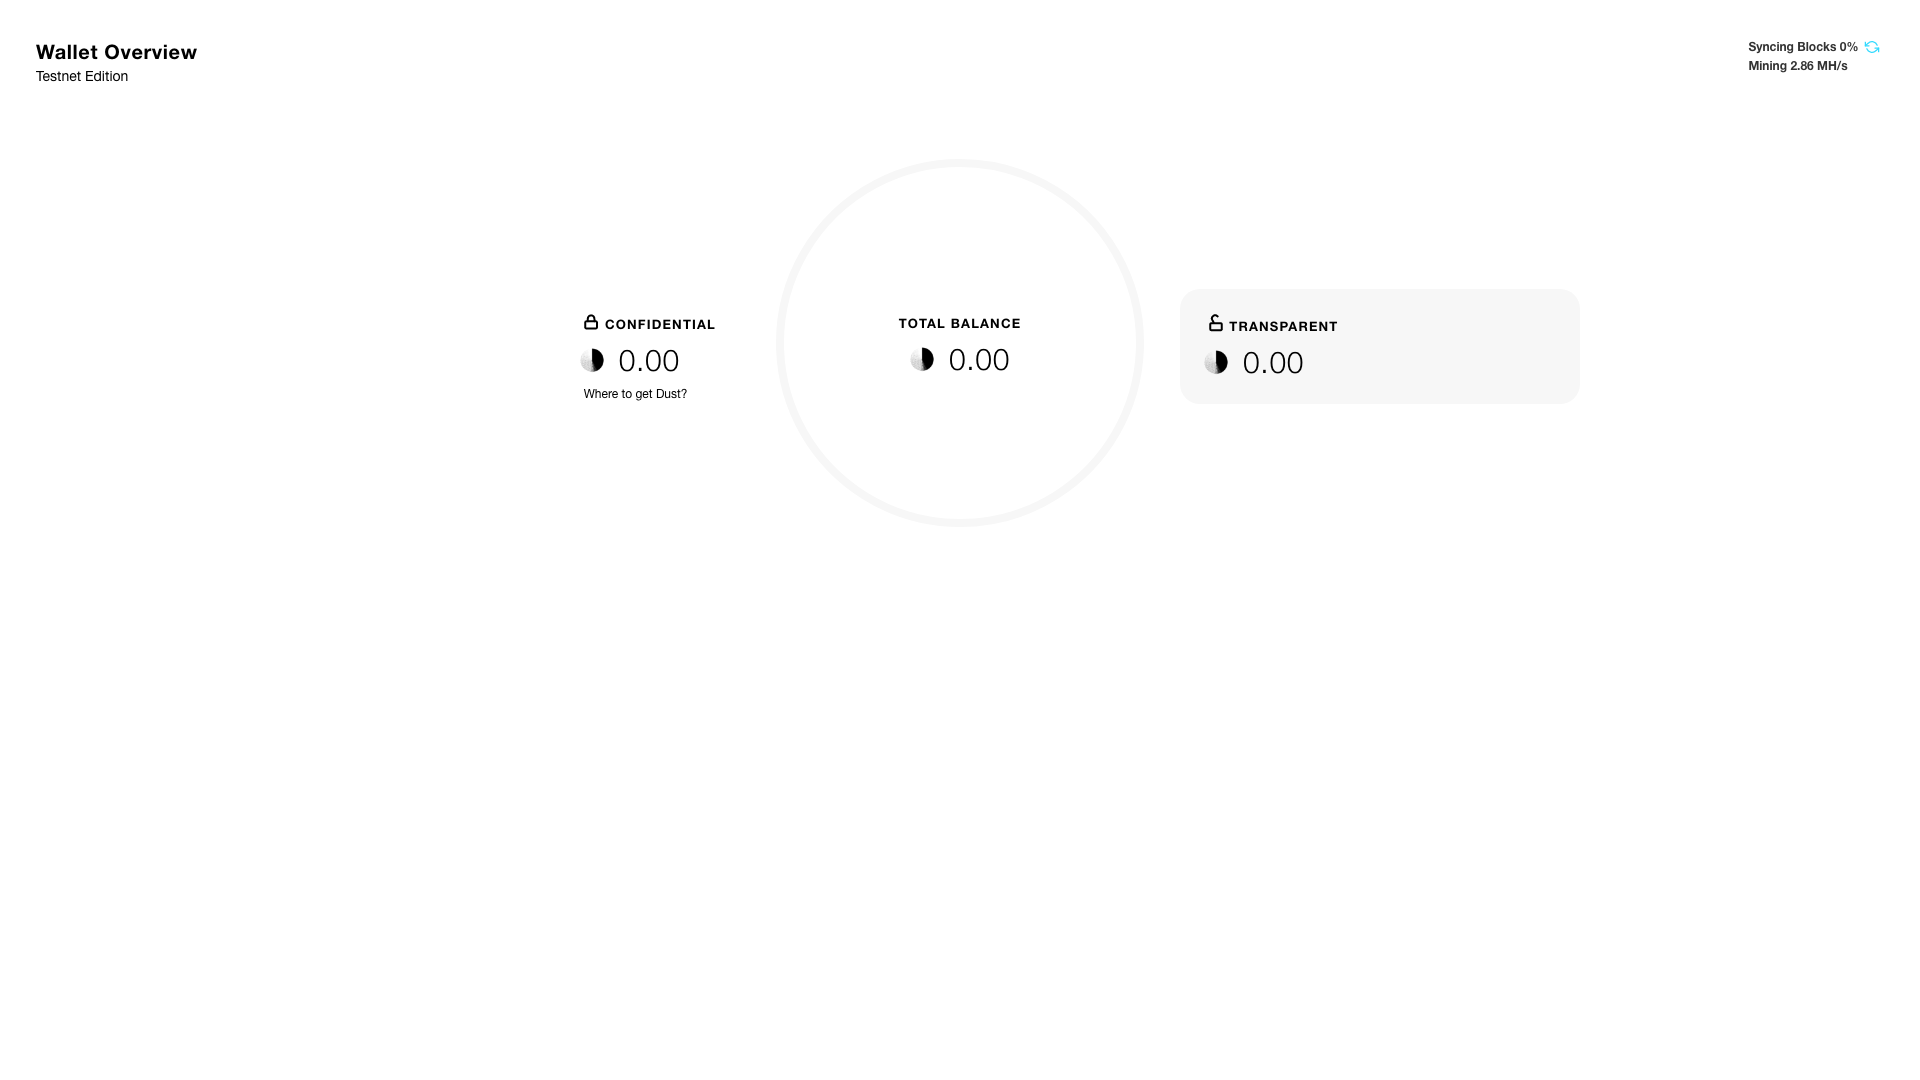 Wallet Overview
Testnet Edition
Syncing Blocks 0%
Mining 2.86 MH/s
CONFIDENTIAL
0.00
Where to get Dust?
TOTAL BALANCE
0.00
TRANSPARENT
0.00